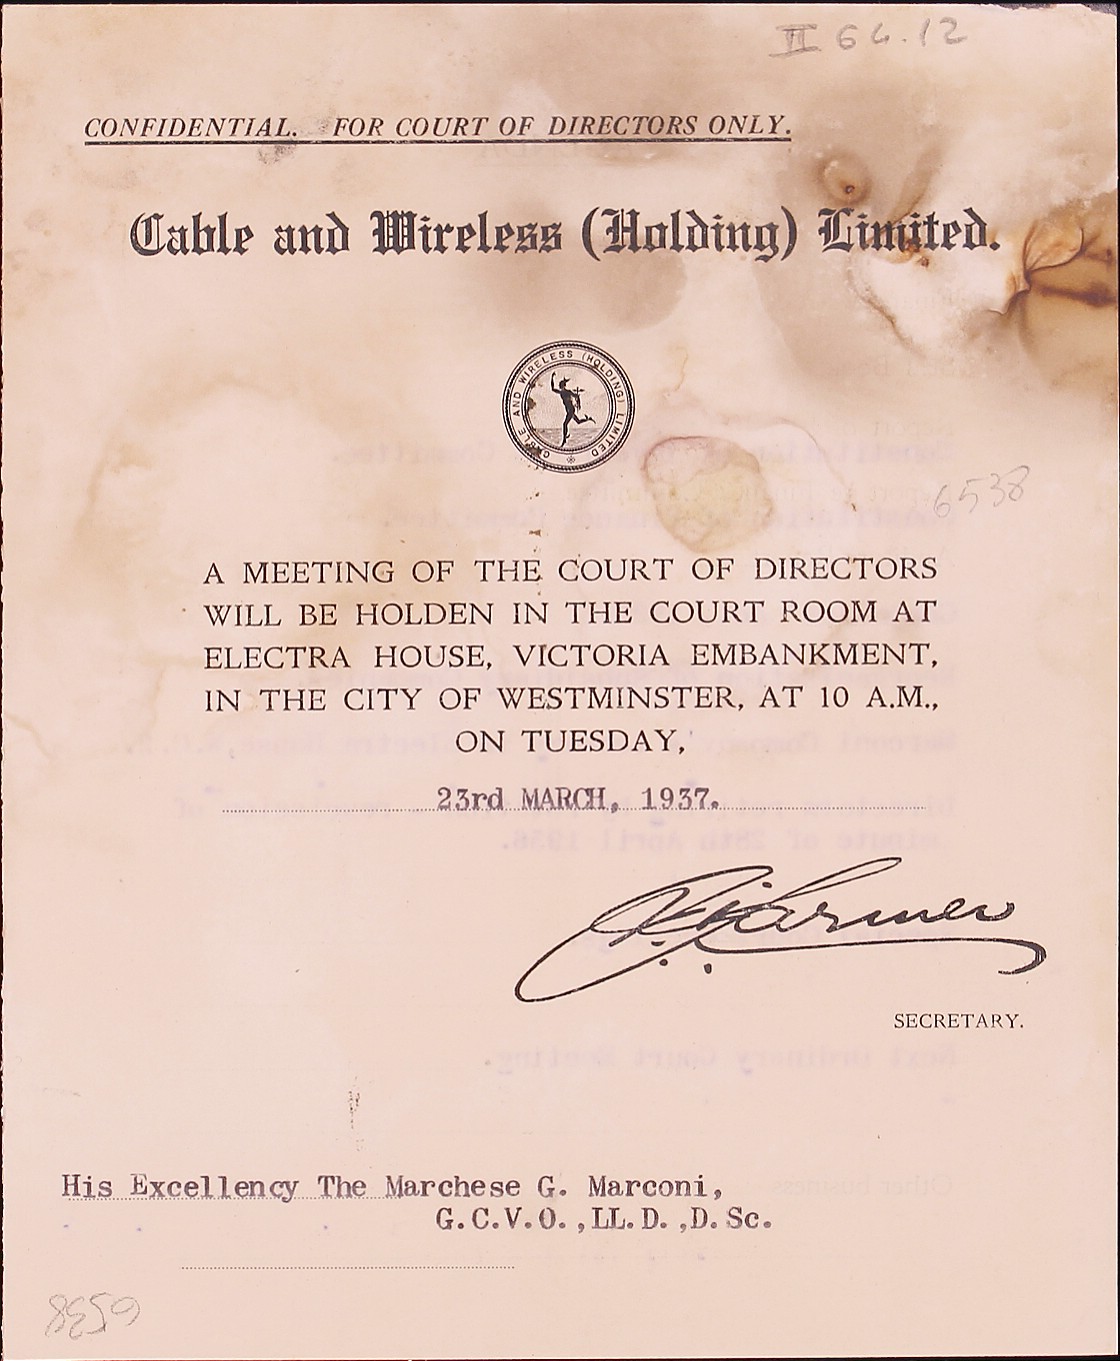 II 64.12
CONFIDENTIAL. FOR COURT OF DIRECTORS ONLY.
Cable and Wireless (Holding) Limited.
CABLE AND WIRELESS (HOLDING) LIMITED
6538
A MEETING OF THE COURT OF DIRECTORS
WILL BE HOLDEN IN THE COURT ROOM AT
ELECTRA HOUSE, VICTORIA EMBANKMENT,
IN THE CITY OF WESTMINSTER, AT 10 A.M.,
ON TUESDAY,
23rd MARCH, 1937.
SECRETARY.
His Excellency The Marchese G. Marconi,
G.C.V.O.,LL.D.,D.Sc.